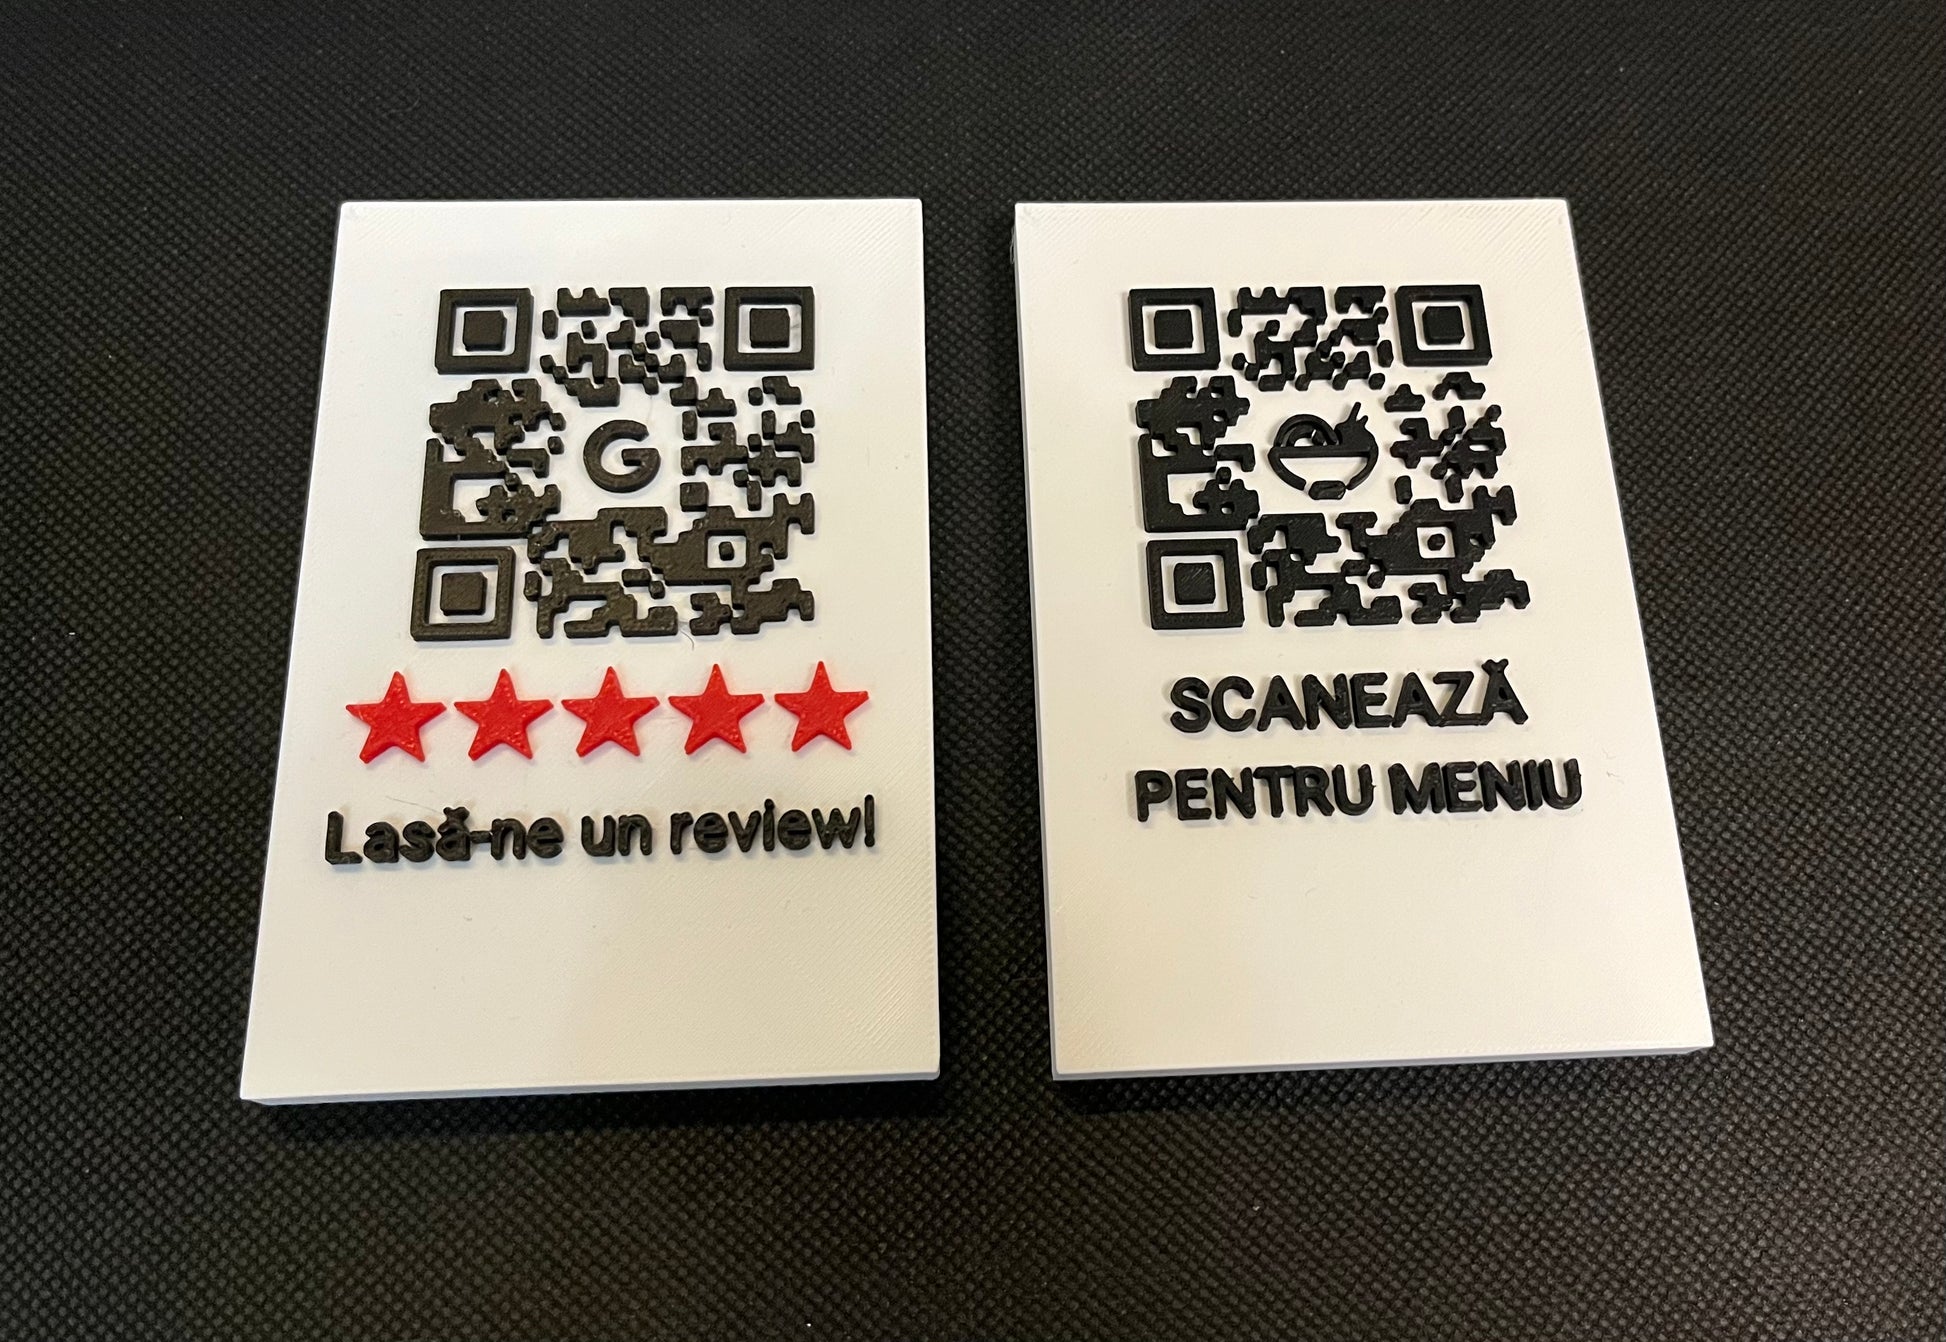 G
Lasă-ne un review!
SCANEAZĂ
PENTRU MENIU